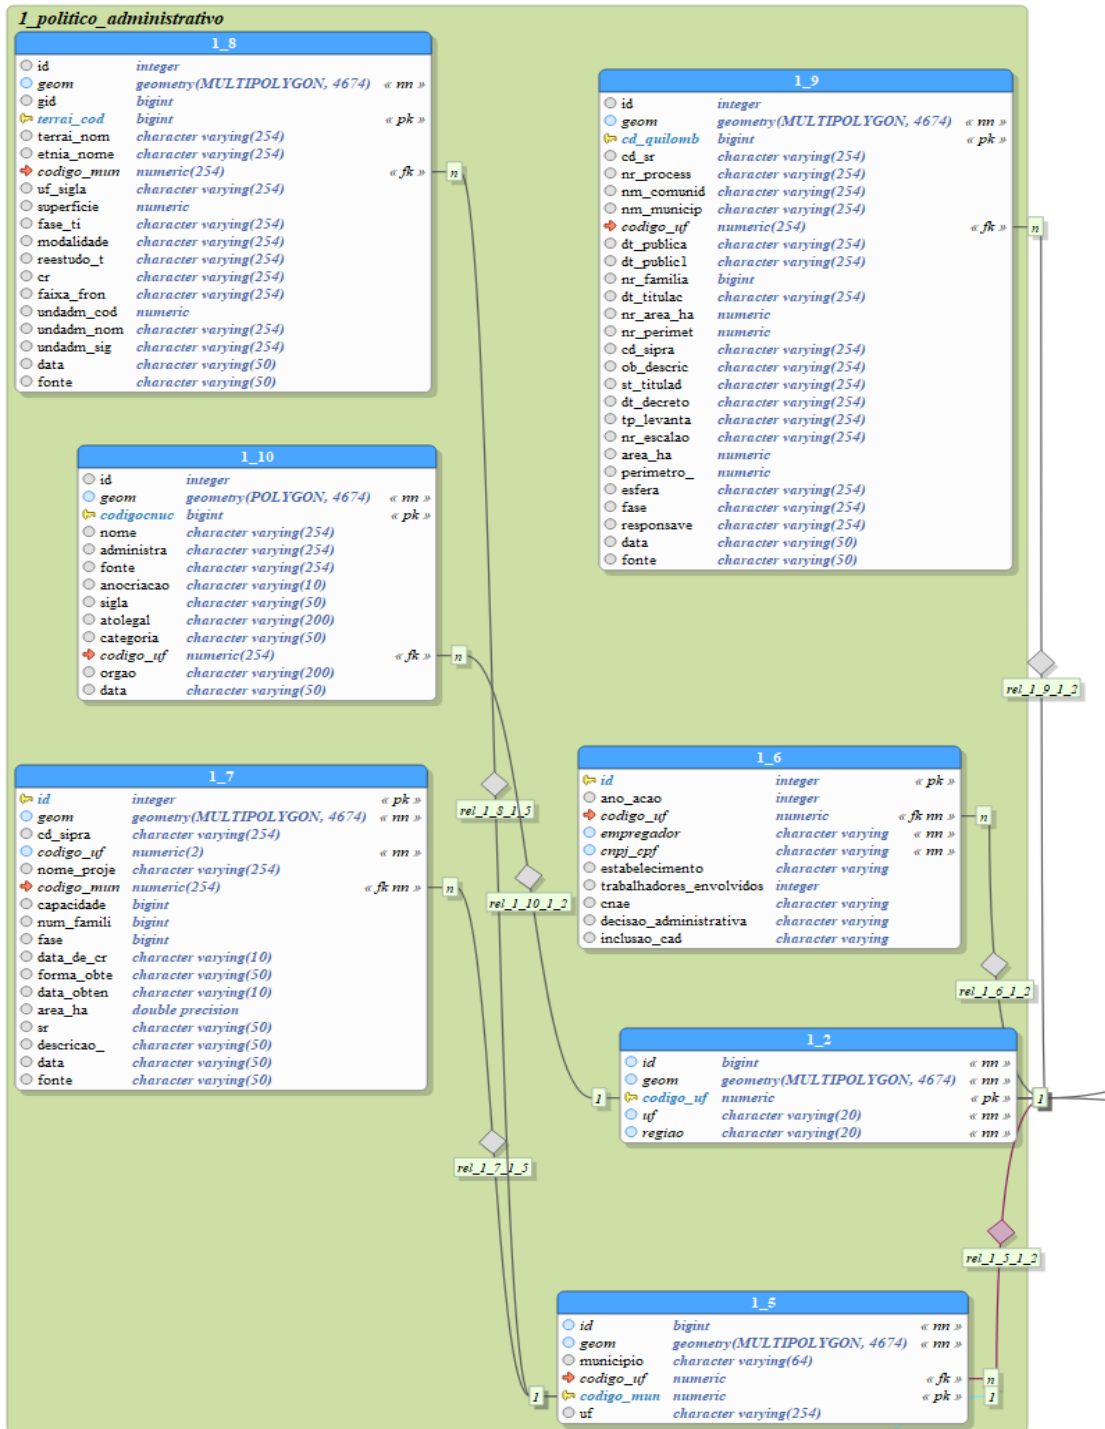 1_politico_administrativo
1_8
id integer
geom geometry(MULTIPOLYGON, 4674) « nn »
gid bigint
terrai_cod bigint « pk »
terrai_nom character varying(254)
etnia_nome character varying(254)
codigo_mun numeric(254) « fk »
uf_sigla character varying(254)
superficie numeric
fase_ti character varying(254)
modalidade character varying(254)
reestudo_t character varying(254)
cr character varying(254)
faixa_fron character varying(254)
undadm_cod numeric
undadm_nom character varying(254)
undadm_sig character varying(254)
data character varying(50)
fonte character varying(50)
n
1_9
id integer
geom geometry(MULTIPOLYGON, 4674) « nn »
cd_quilomb bigint « pk »
cd_sr character varying(254)
nr_process character varying(254)
nm_comunid character varying(254)
nm_municip character varying(254)
codigo_uf numeric(254) « fk »
dt_publica character varying(254)
dt_public1 character varying(254)
nr_familia bigint
dt_titulac character varying(254)
nr_area_ha numeric
nr_perimet numeric
cd_sipra character varying(254)
ob_descric character varying(254)
st_titulad character varying(254)
dt_decreto character varying(254)
tp_levanta character varying(254)
nr_escalao character varying(254)
area_ha numeric
perimetro_ numeric
esfera character varying(254)
fase character varying(254)
responsave character varying(254)
data character varying(50)
fonte character varying(50)
n
1_10
id integer
geom geometry(POLYGON, 4674) « nn »
codigocnuc bigint « pk »
nome character varying(254)
administra character varying(254)
fonte character varying(254)
anocriacao character varying(10)
sigla character varying(50)
atolegal character varying(200)
categoria character varying(50)
codigo_uf numeric(254) « fk »
orgao character varying(200)
data character varying(50)
n
rel_1_9_1_2
1_7
id integer « pk »
geom geometry(MULTIPOLYGON, 4674) « nn »
cd_sipra character varying(254)
codigo_uf numeric(2) « nn »
nome_proje character varying(254)
codigo_mun numeric(254) « fk nn »
capacidade bigint
num_famili bigint
fase bigint
data_de_cr character varying(10)
forma_obte character varying(50)
data_obten character varying(10)
area_ha double precision
sr character varying(50)
descricao_ character varying(50)
data character varying(50)
fonte character varying(50)
n
rel_1_8_1_5
rel_1_10_1_2
1_6
id integer « pk »
ano_acao integer
codigo_uf numeric « fk nn »
empregador character varying « nn »
cnpj_cpf character varying « nn »
estabelecimento character varying
trabalhadores_envolvidos integer
cnae character varying
decisao_administrativa character varying
inclusao_cad character varying
n
rel_1_6_1_2
1_2
id bigint « nn »
geom geometry(MULTIPOLYGON, 4674) « nn »
codigo_uf numeric « pk »
uf character varying(20) « nn »
regiao character varying(20) « nn »
1
1
rel_1_7_1_5
rel_1_5_1_2
1_5
id bigint « nn »
geom geometry(MULTIPOLYGON, 4674) « nn »
municipio character varying(64)
codigo_uf numeric « fk »
codigo_mun numeric « pk »
uf character varying(254)
n
1
1